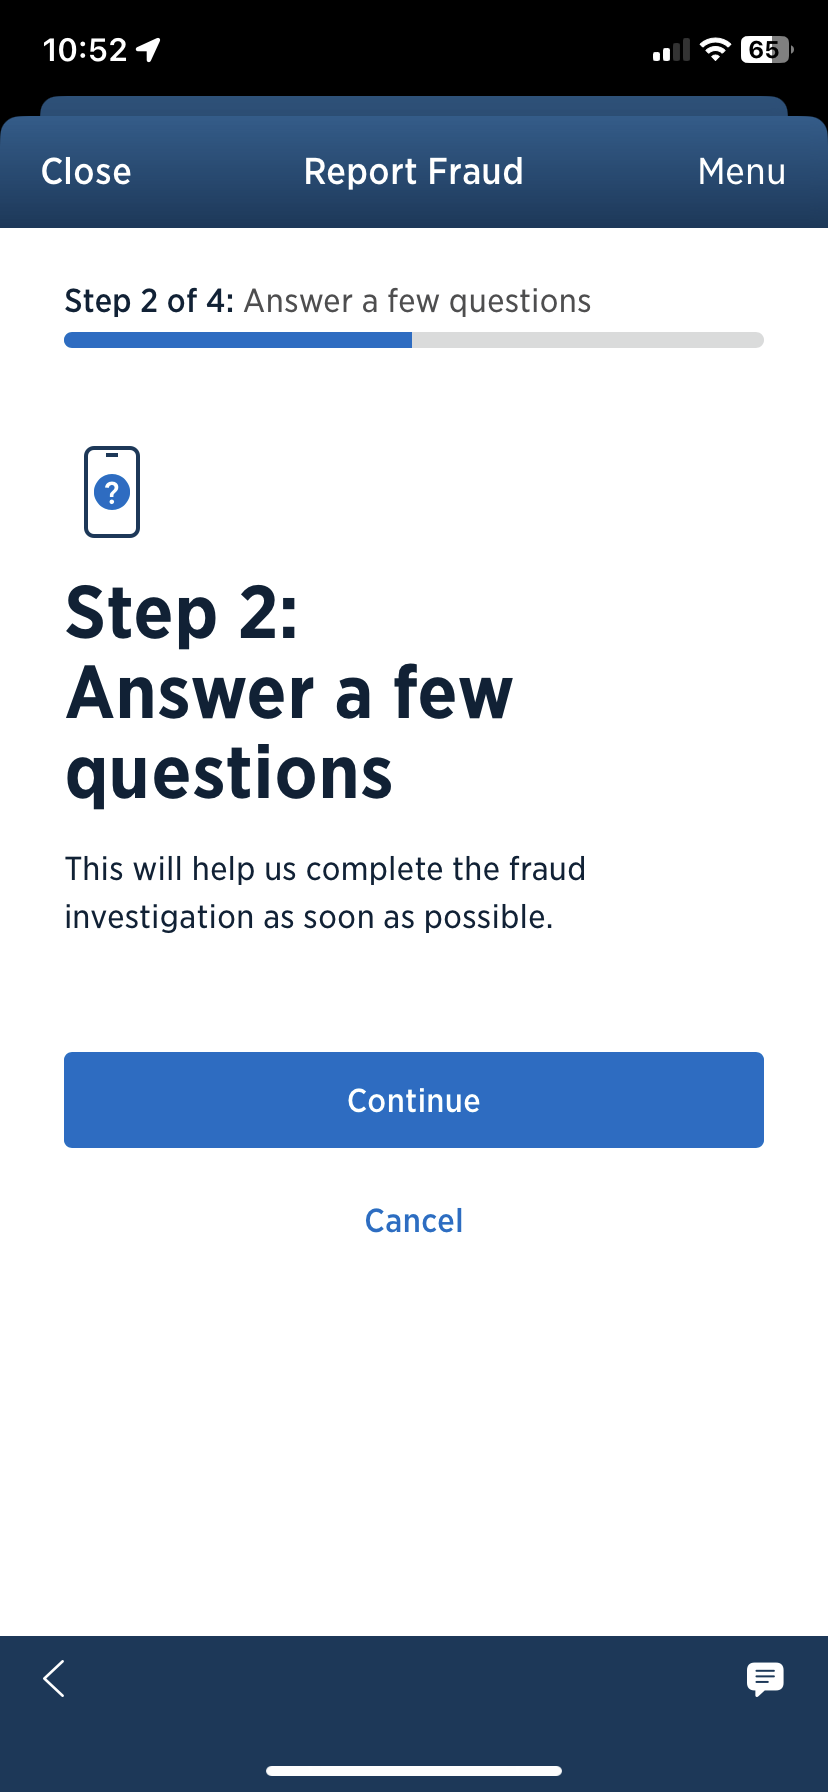 10:52
65
Close
Report Fraud
Menu
Step 2 of 4: Answer a few questions
?
Step 2:
Answer a few
questions
This will help us complete the fraud
investigation as soon as possible.
Continue
Cancel